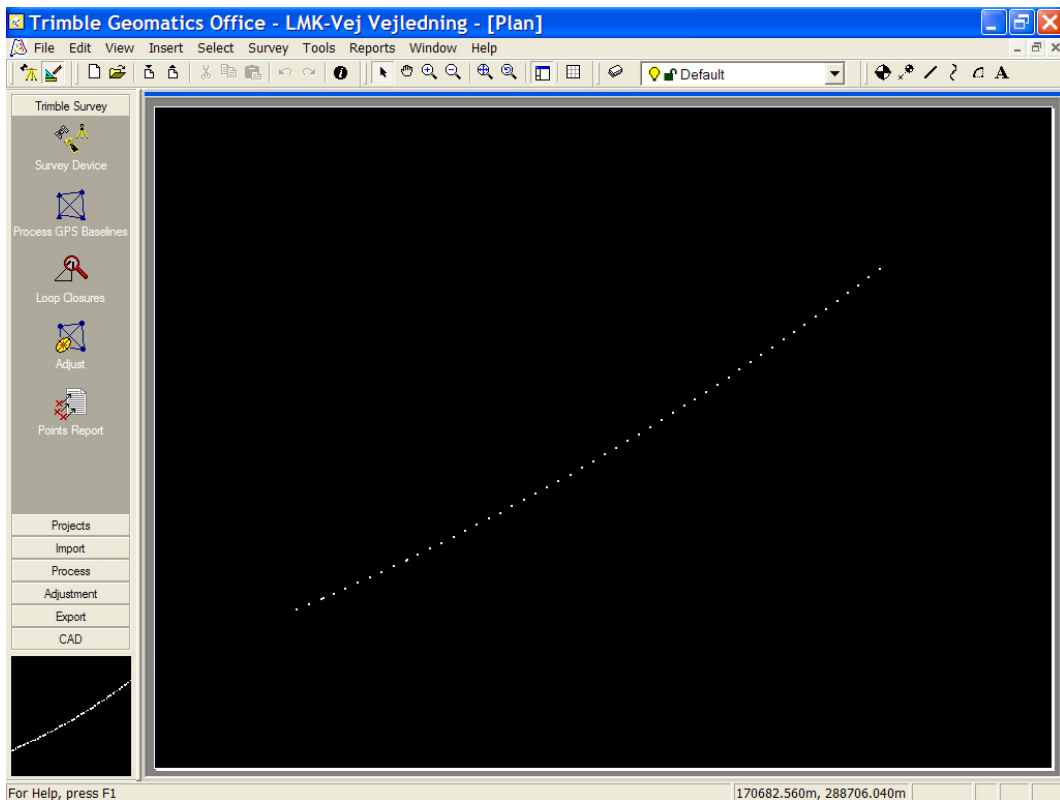 Trimble Geomatics Office - LMK-Vej Vejledning - [Plan]
File Edit View Insert Select Survey Tools Reports Window Help
Default
A
Trimble Survey
Survey Device
Process GPS Baselines
Loop Closures
Adjust
Points Report
Projects
Import
Process
Adjustment
Export
CAD
For Help, press F1
170682.560m, 288706.040m